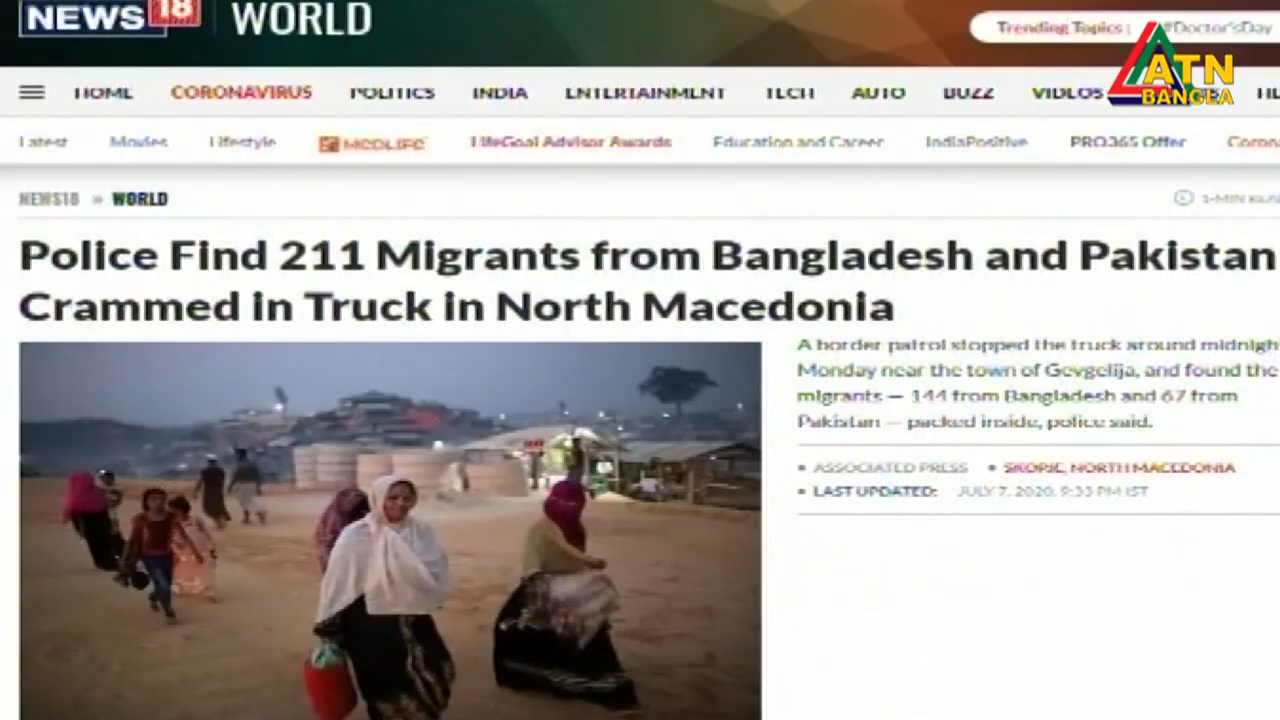 NEWS 18 WORLD
Trending Topics : #Doctor'sDay
ATN
BANGLA
HOME CORONAVIRUS POLITICS INDIA ENTERTAINMENT TECH AUTO BUZZ VIDEOS
Latest Movies Lifestyle MEDLIFE LifeGoal Advisor Awards Education and Career IndiaPositive PRO365 Offer
NEWS18 » WORLD
Police Find 211 Migrants from Bangladesh and Pakistan
Crammed in Truck in North Macedonia
A border patrol stopped the truck around midnigh
Monday near the town of Gevgelija, and found the
migrants — 144 from Bangladesh and 67 from
Pakistan — packed inside, police said.
ASSOCIATED PRESS SKOPJE, NORTH MACEDONIA
LAST UPDATED: JULY 7, 2020, 9:33 PM IST